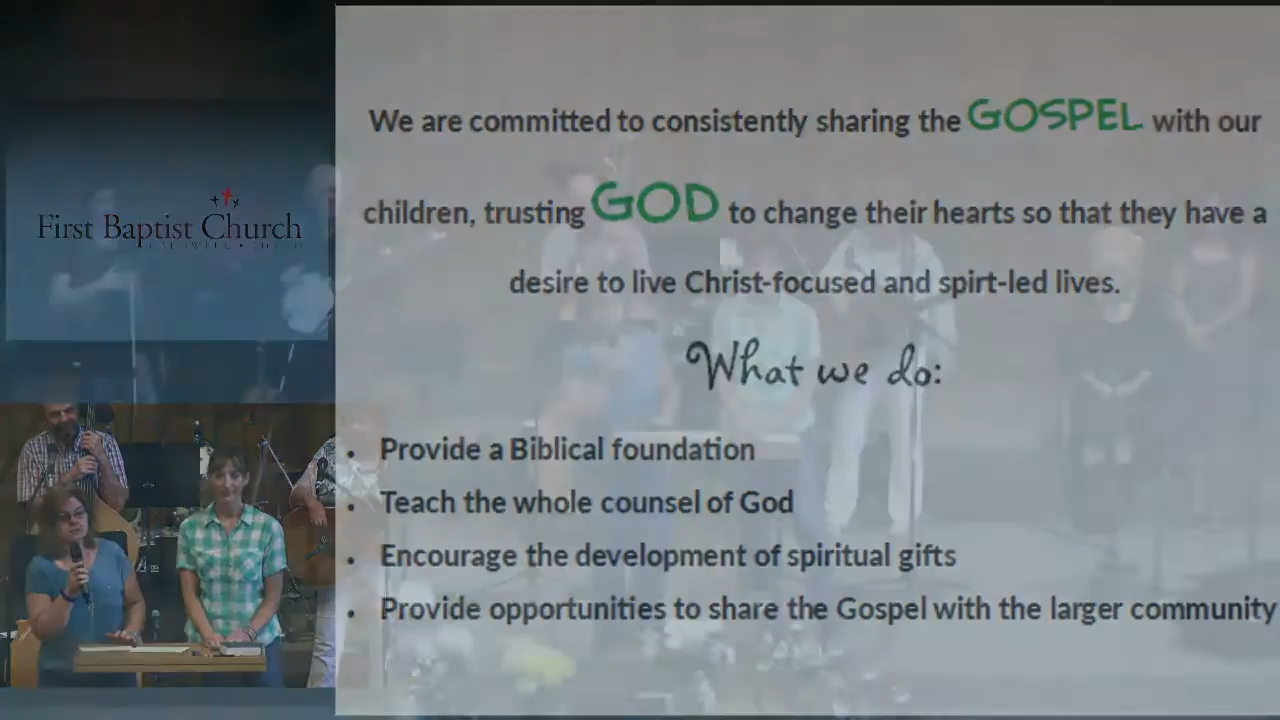 First Baptist Church
We are committed to consistently sharing the GOSPEL with our
children, trusting GOD to change their hearts so that they have a
desire to live Christ-focused and spirt-led lives.
What we do:
• Provide a Biblical foundation
• Teach the whole counsel of God
• Encourage the development of spiritual gifts
• Provide opportunities to share the Gospel with the larger community